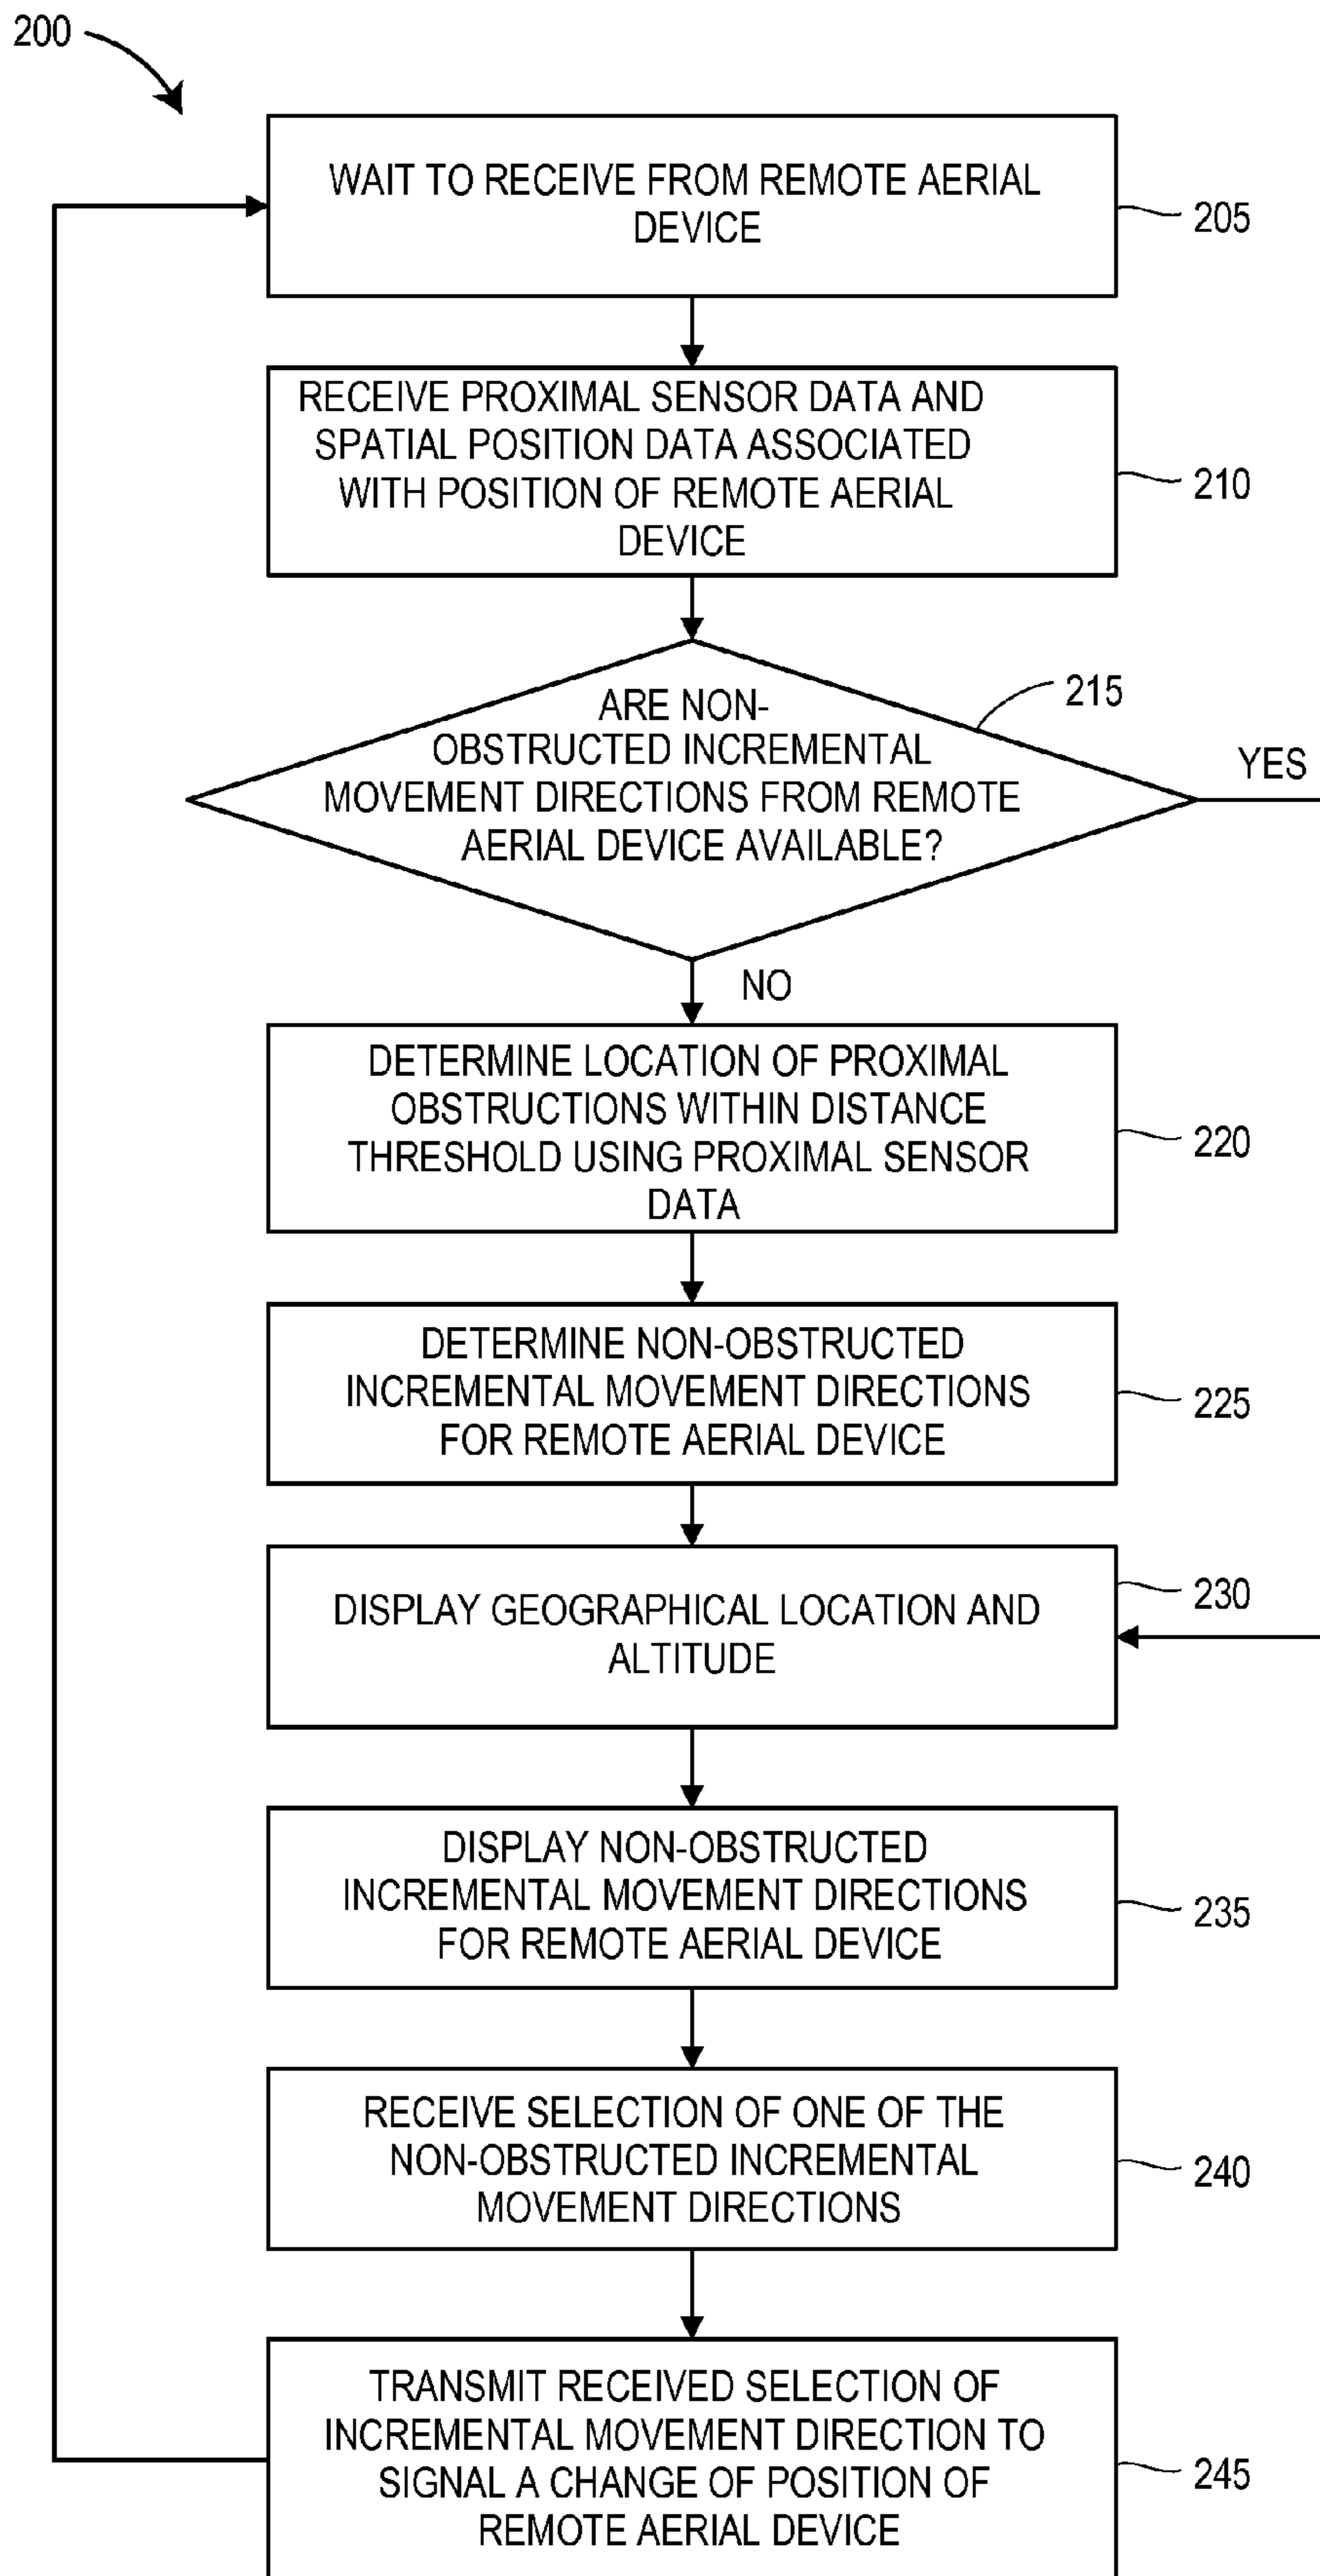 200
WAIT TO RECEIVE FROM REMOTE AERIAL
DEVICE
205
RECEIVE PROXIMAL SENSOR DATA AND
SPATIAL POSITION DATA ASSOCIATED
WITH POSITION OF REMOTE AERIAL
DEVICE
210
ARE NON-
OBSTRUCTED INCREMENTAL
MOVEMENT DIRECTIONS FROM REMOTE
AERIAL DEVICE AVAILABLE?
215
YES
NO
DETERMINE LOCATION OF PROXIMAL
OBSTRUCTIONS WITHIN DISTANCE
THRESHOLD USING PROXIMAL SENSOR
DATA
220
DETERMINE NON-OBSTRUCTED
INCREMENTAL MOVEMENT DIRECTIONS
FOR REMOTE AERIAL DEVICE
225
DISPLAY GEOGRAPHICAL LOCATION AND
ALTITUDE
230
DISPLAY NON-OBSTRUCTED
INCREMENTAL MOVEMENT DIRECTIONS
FOR REMOTE AERIAL DEVICE
235
RECEIVE SELECTION OF ONE OF THE
NON-OBSTRUCTED INCREMENTAL
MOVEMENT DIRECTIONS
240
TRANSMIT RECEIVED SELECTION OF
INCREMENTAL MOVEMENT DIRECTION TO
SIGNAL A CHANGE OF POSITION OF
REMOTE AERIAL DEVICE
245